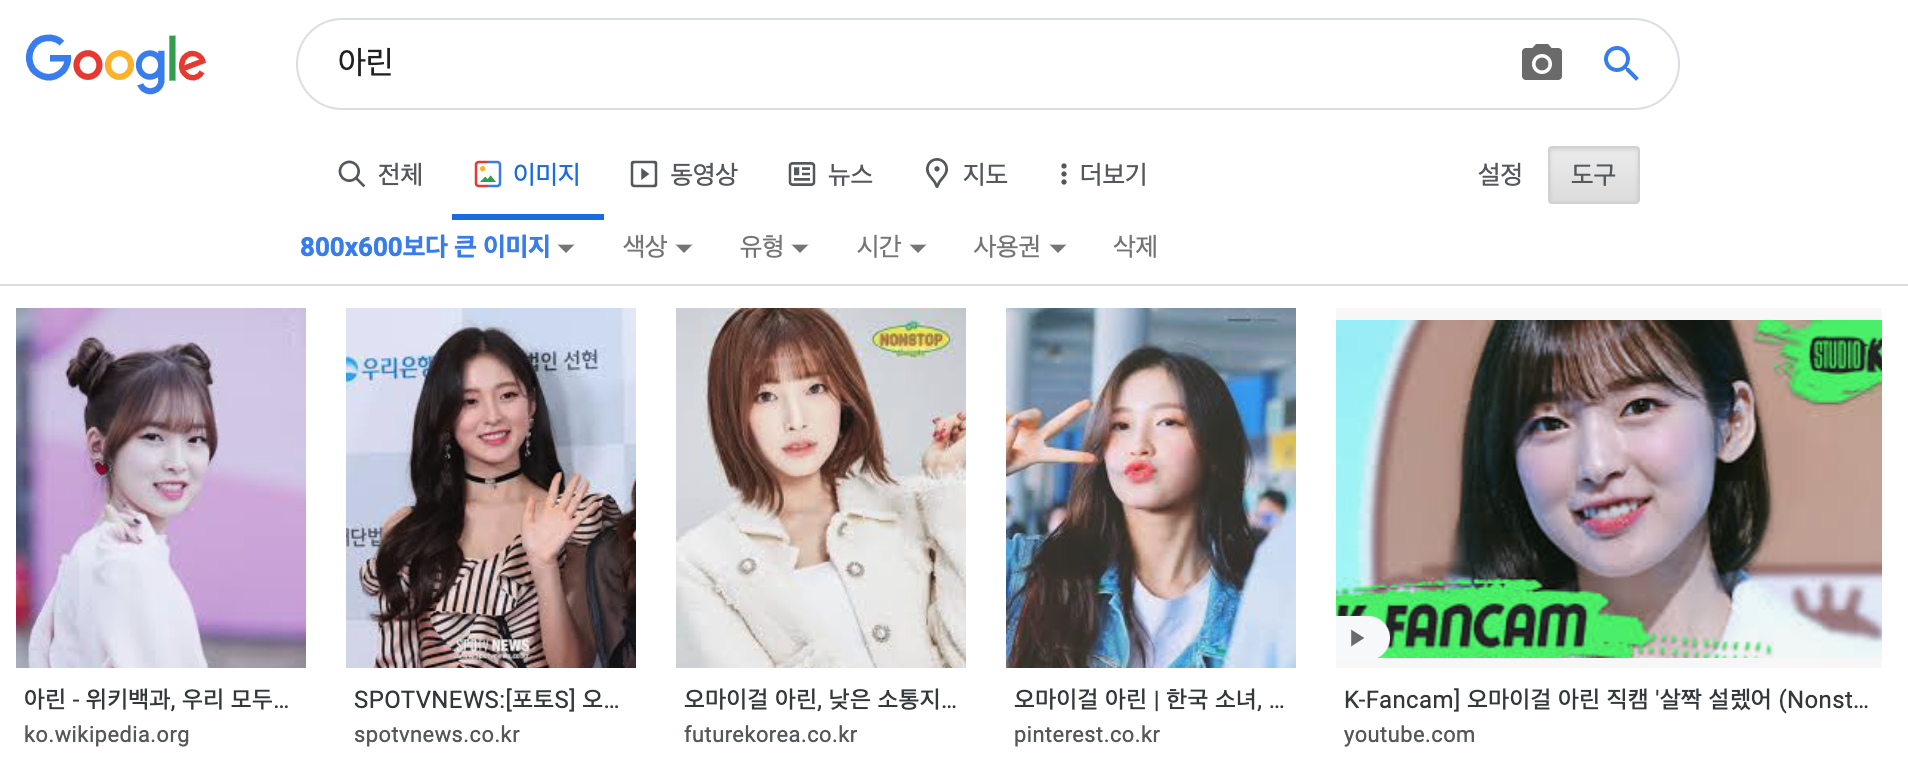 Google
아린
전체
이미지
동영상
뉴스
지도
더보기
설정
도구
800x600보다 큰 이미지
색상
유형
시간
사용권
삭제
우리은행
법인 선현
재단법
SPOTV NEWS
NONSTOP
STUDIO K
K-FANCAM
아린 - 위키백과, 우리 모두...
ko.wikipedia.org
SPOTVNEWS:[포토S] 오...
spotvnews.co.kr
오마이걸 아린, 낮은 소통지...
futurekorea.co.kr
오마이걸 아린 | 한국 소녀, ...
pinterest.co.kr
K-Fancam] 오마이걸 아린 직캠 '살짝 설렜어 (Nonst...
youtube.com